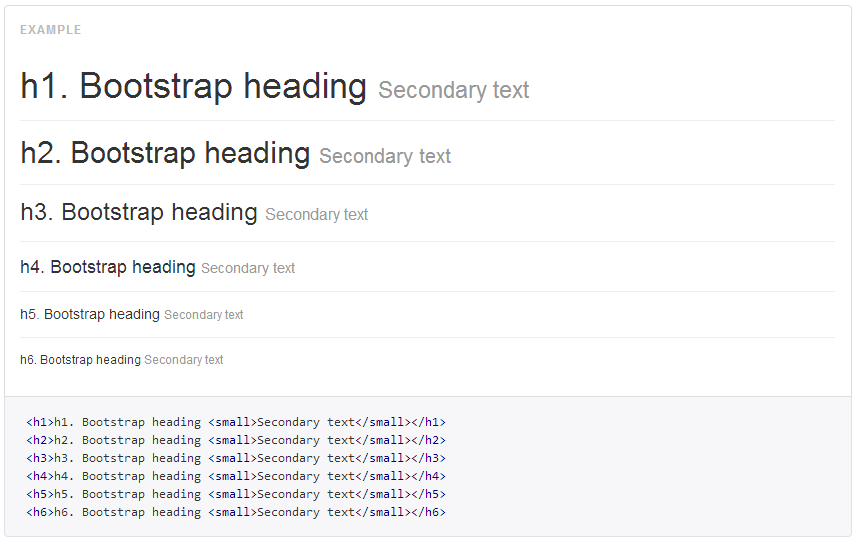 EXAMPLE
h1. Bootstrap heading Secondary text
h2. Bootstrap heading Secondary text
h3. Bootstrap heading Secondary text
h4. Bootstrap heading Secondary text
h5. Bootstrap heading Secondary text
h6. Bootstrap heading Secondary text
<h1>h1. Bootstrap heading <small>Secondary text</small></h1>
<h2>h2. Bootstrap heading <small>Secondary text</small></h2>
<h3>h3. Bootstrap heading <small>Secondary text</small></h3>
<h4>h4. Bootstrap heading <small>Secondary text</small></h4>
<h5>h5. Bootstrap heading <small>Secondary text</small></h5>
<h6>h6. Bootstrap heading <small>Secondary text</small></h6>